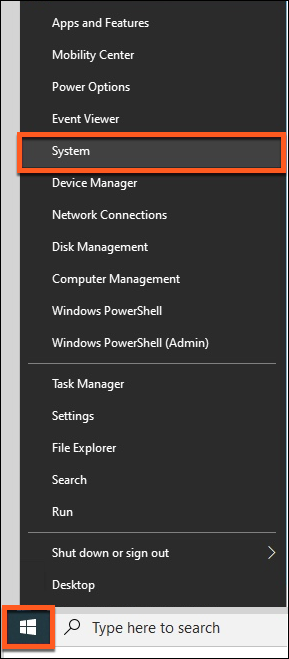 Apps and Features
Mobility Center
Power Options
Event Viewer
System
Device Manager
Network Connections
Disk Management
Computer Management
Windows PowerShell
Windows PowerShell (Admin)
Task Manager
Settings
File Explorer
Search
Run
Shut down or sign out
Desktop
Type here to search